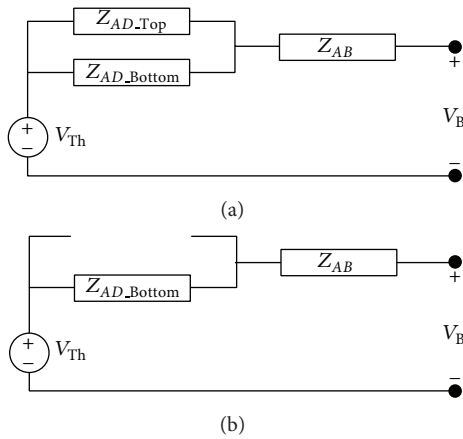 Z_AD_Top
Z_AD_Bottom
Z_AB
+
V_B
+
−
V_Th
−
(a)
Z_AD_Bottom
Z_AB
+
V_B
+
−
V_Th
−
(b)